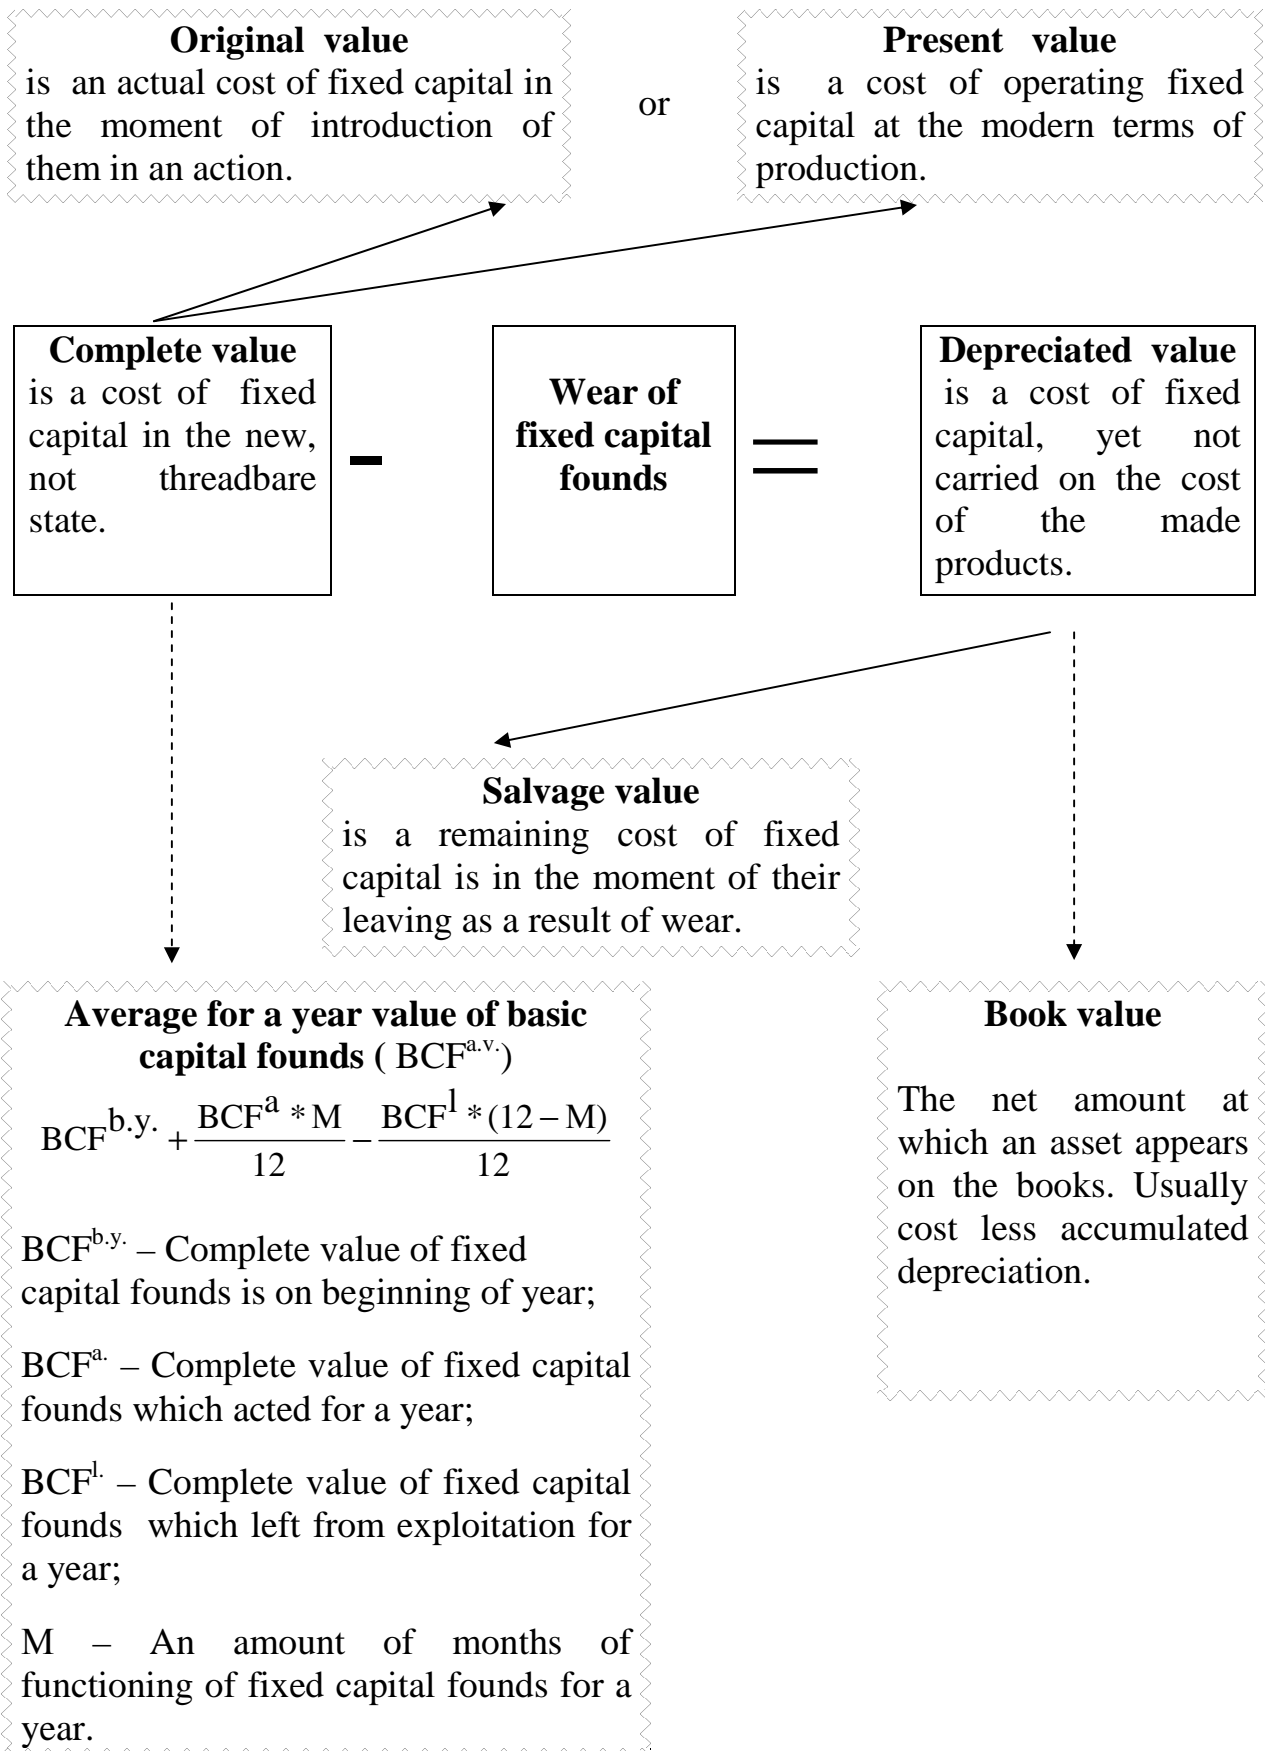 Original value
is an actual cost of fixed capital in
the moment of introduction of
them in an action.
or
Present value
is a cost of operating fixed
capital at the modern terms of
production.
Complete value
is a cost of fixed
capital in the new,
not threadbare
state.
-
Wear of
fixed capital
founds
=
Depreciated value
is a cost of fixed
capital, yet not
carried on the cost
of the made
products.
Salvage value
is a remaining cost of fixed
capital is in the moment of their
leaving as a result of wear.
Average for a year value of basic
capital founds ( BCF^a.v.)
BCF^b.y. + BCF^a * M / 12 − BCF^l * (12 − M) / 12
BCF^b.y. – Complete value of fixed
capital founds is on beginning of year;
BCF^a. – Complete value of fixed capital
founds which acted for a year;
BCF^l. – Complete value of fixed capital
founds which left from exploitation for
a year;
M – An amount of months of
functioning of fixed capital founds for a
year.
Book value
The net amount at
which an asset appears
on the books. Usually
cost less accumulated
depreciation.